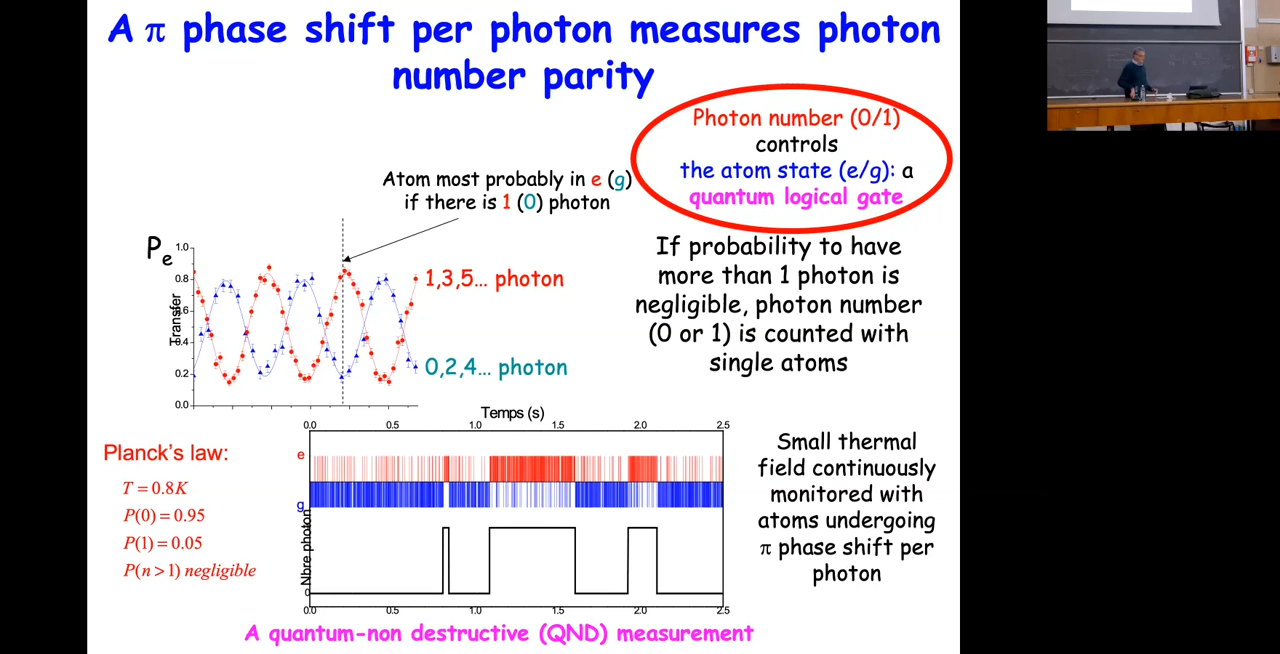 A π phase shift per photon measures photon
number parity
Photon number (0/1)
controls
the atom state (e/g): a
quantum logical gate
Atom most probably in e (g)
if there is 1 (0) photon
Pe
Transfer
1.0
0.8
0.6
0.4
0.2
0.0
1,3,5... photon
0,2,4... photon
If probability to have
more than 1 photon is
negligible, photon number
(0 or 1) is counted with
single atoms
Planck's law:
T = 0.8K
P(0) = 0.95
P(1) = 0.05
P(n > 1) negligible
Temps (s)
0.0 0.5 1.0 1.5 2.0 2.5
e
g
Nbre photon
0
0.0 0.5 1.0 1.5 2.0 2.5
Small thermal
field continuously
monitored with
atoms undergoing
π phase shift per
photon
A quantum-non destructive (QND) measurement